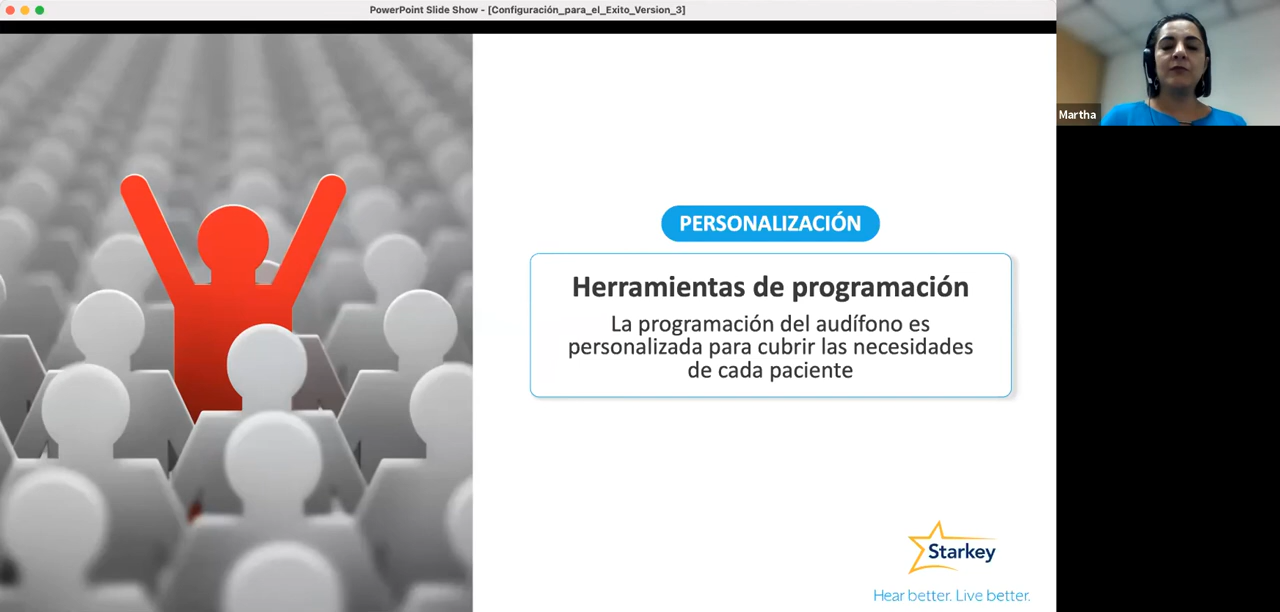 PowerPoint Slide Show - [Configuración_para_el_Exito_Version_3]
Martha
PERSONALIZACIÓN
Herramientas de programación
La programación del audífono es
personalizada para cubrir las necesidades
de cada paciente
Starkey
Hear better. Live better.